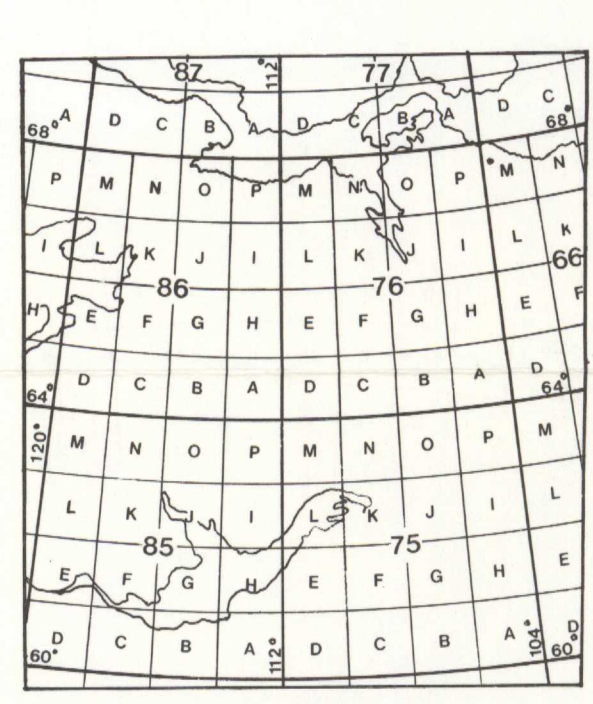 87 112° 77
68° A D C B A D C B A D C 68°
P M N O P M N O P M N
I L K J I L K J I L K
86 76 66
H E F G H E F G H E F
64° D C B A D C B A D 64°
120° M N O P M N O P M
L K J I L K J I L
85 75
E F G H E F G H E
60° D C B A 112° D C B A 104° D 60°